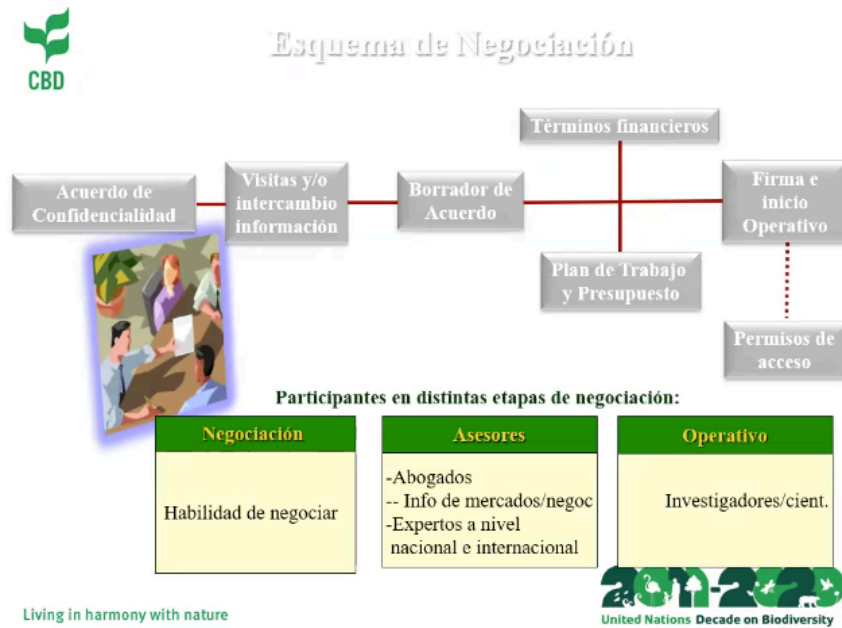 CBD
Esquema de Negociación
Términos financieros
Acuerdo de
Confidencialidad
Visitas y/o
intercambio
información
Borrador de
Acuerdo
Firma e
inicio
Operativo
Plan de Trabajo
y Presupuesto
Permisos de
acceso
Participantes en distintas etapas de negociación:
Negociación
Habilidad de negociar
Asesores
-Abogados
-- Info de mercados/negoc
-Expertos a nivel
nacional e internacional
Operativo
Investigadores/cient.
Living in harmony with nature
2011-2020
United Nations Decade on Biodiversity